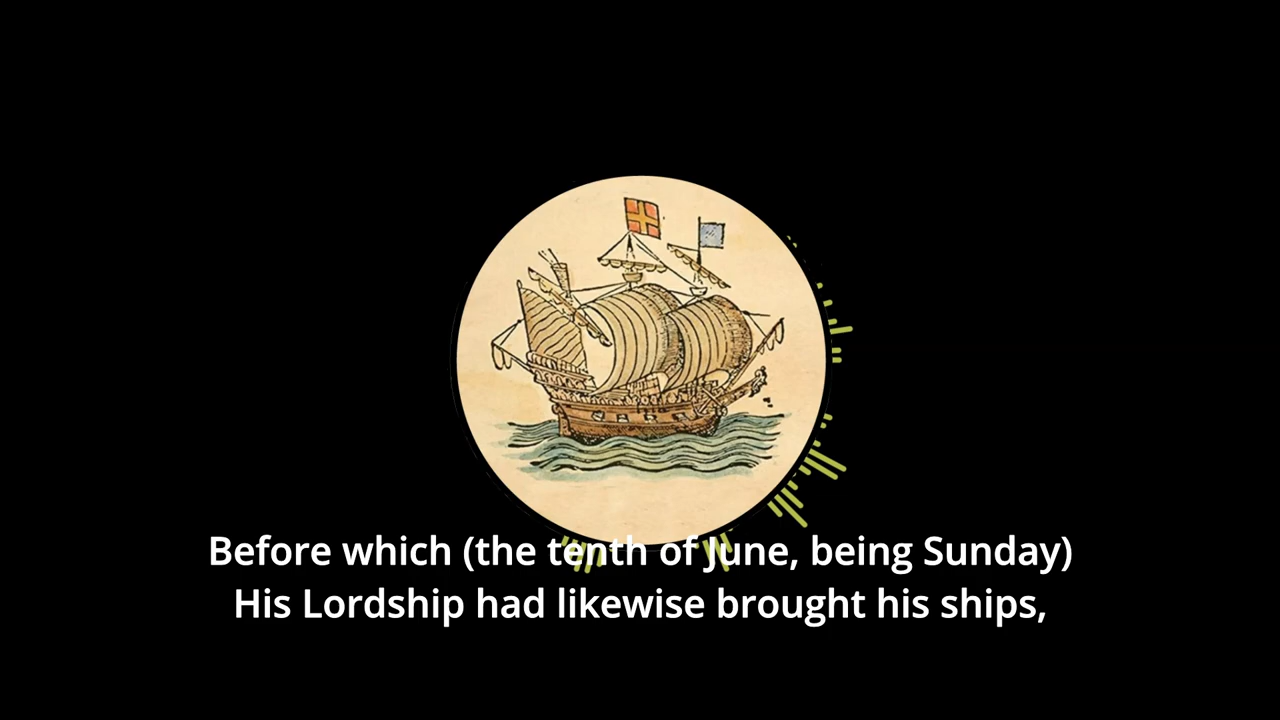 Before which (the tenth of June, being Sunday)
His Lordship had likewise brought his ships,